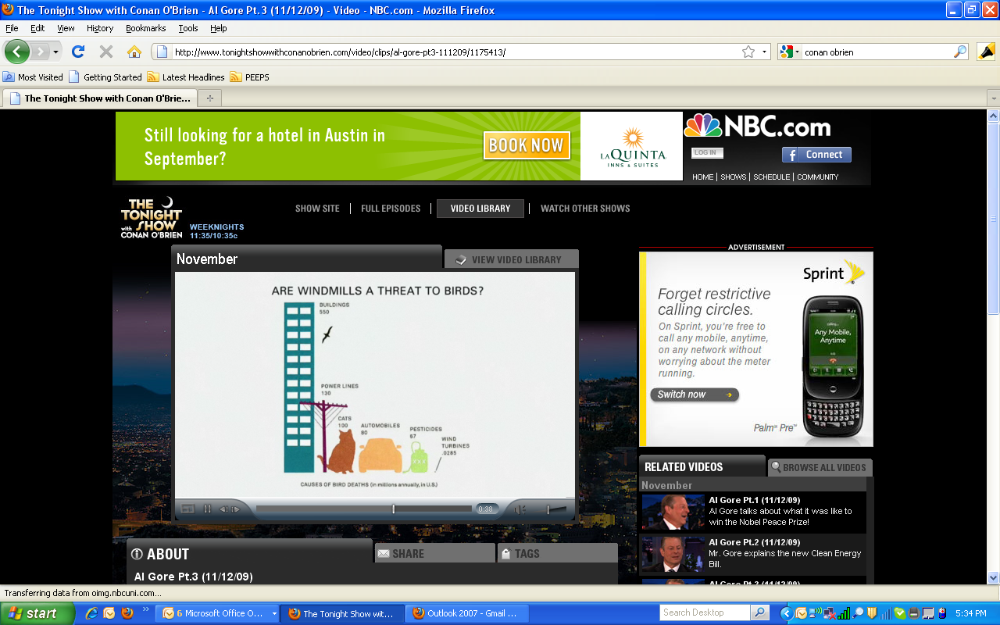 The Tonight Show with Conan O'Brien - Al Gore Pt. 3 (11/12/09) - Video - NBC.com - Mozilla Firefox
File Edit View History Bookmarks Tools Help
http://www.tonightshowwithconanobrien.com/video/clips/al-gore-pt3-111209/1175413/
conan obrien
Most Visited Getting Started Latest Headlines PEEPS
The Tonight Show with Conan O'Brie...
Still looking for a hotel in Austin in
September?
BOOK NOW
LAQUINTA
INNS & SUITES
NBC.com
LOG IN
f Connect
HOME | SHOWS | SCHEDULE | COMMUNITY
THE
TONIGHT
SHOW
with
CONAN O'BRIEN
WEEKNIGHTS
11:35/10:35c
SHOW SITE | FULL EPISODES | VIDEO LIBRARY | WATCH OTHER SHOWS
November
VIEW VIDEO LIBRARY
ARE WINDMILLS A THREAT TO BIRDS?
BUILDINGS
550
POWER LINES
130
CATS
100
AUTOMOBILES
80
PESTICIDES
67
XXX
WIND
TURBINES
.0285
CAUSES OF BIRD DEATHS (in millions annually, in U.S.)
0:38
ADVERTISEMENT
Sprint
Forget restrictive
calling circles.
On Sprint, you're free to
call any mobile, anytime,
on any network without
worrying about the meter
running.
Switch now
calling...
Any Mobile,
Anytime
Palm® Pre™
RELATED VIDEOS
BROWSE ALL VIDEOS
November
Al Gore Pt.1 (11/12/09)
Al Gore talks about what it was like to
win the Nobel Peace Prize!
Al Gore Pt.2 (11/12/09)
Mr. Gore explains the new Clean Energy
Bill.
Al Gore Pt.3 (11/12/09)
ABOUT
SHARE
TAGS
Al Gore Pt.3 (11/12/09)
Transferring data from oimg.nbcuni.com...
start
6 Microsoft Office O...
The Tonight Show wit...
Outlook 2007 - Gmail ...
Search Desktop
5:34 PM